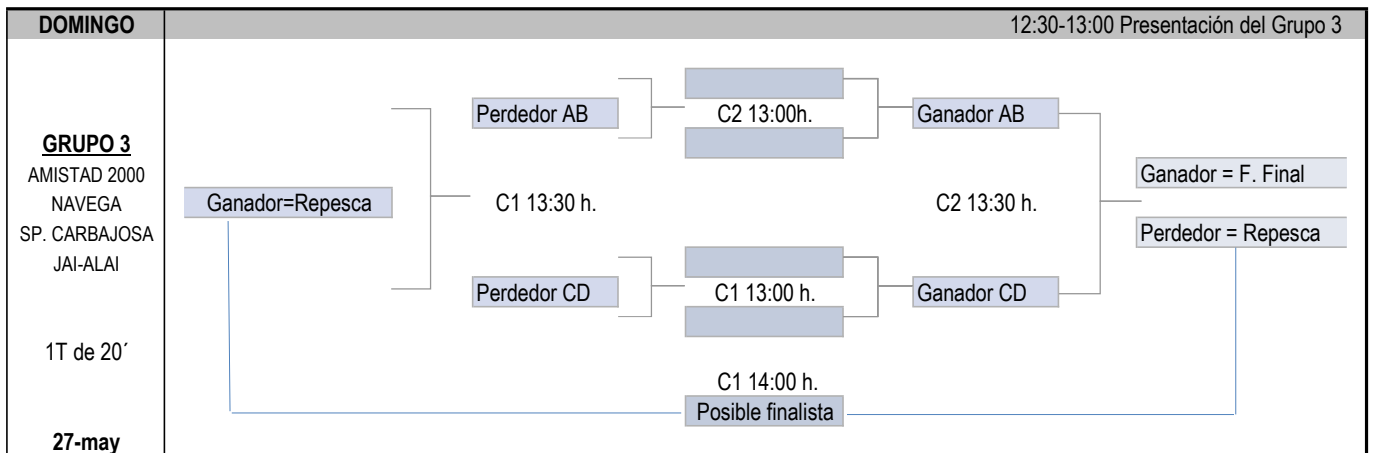 DOMINGO
12:30-13:00 Presentación del Grupo 3
GRUPO 3
AMISTAD 2000
NAVEGA
SP. CARBAJOSA
JAI-ALAI
1T de 20´
27-may
Perdedor AB
C2 13:00h.
Ganador AB
Ganador=Repesca
C1 13:30 h.
C2 13:30 h.
Ganador = F. Final
Perdedor = Repesca
Perdedor CD
C1 13:00 h.
Ganador CD
C1 14:00 h.
Posible finalista